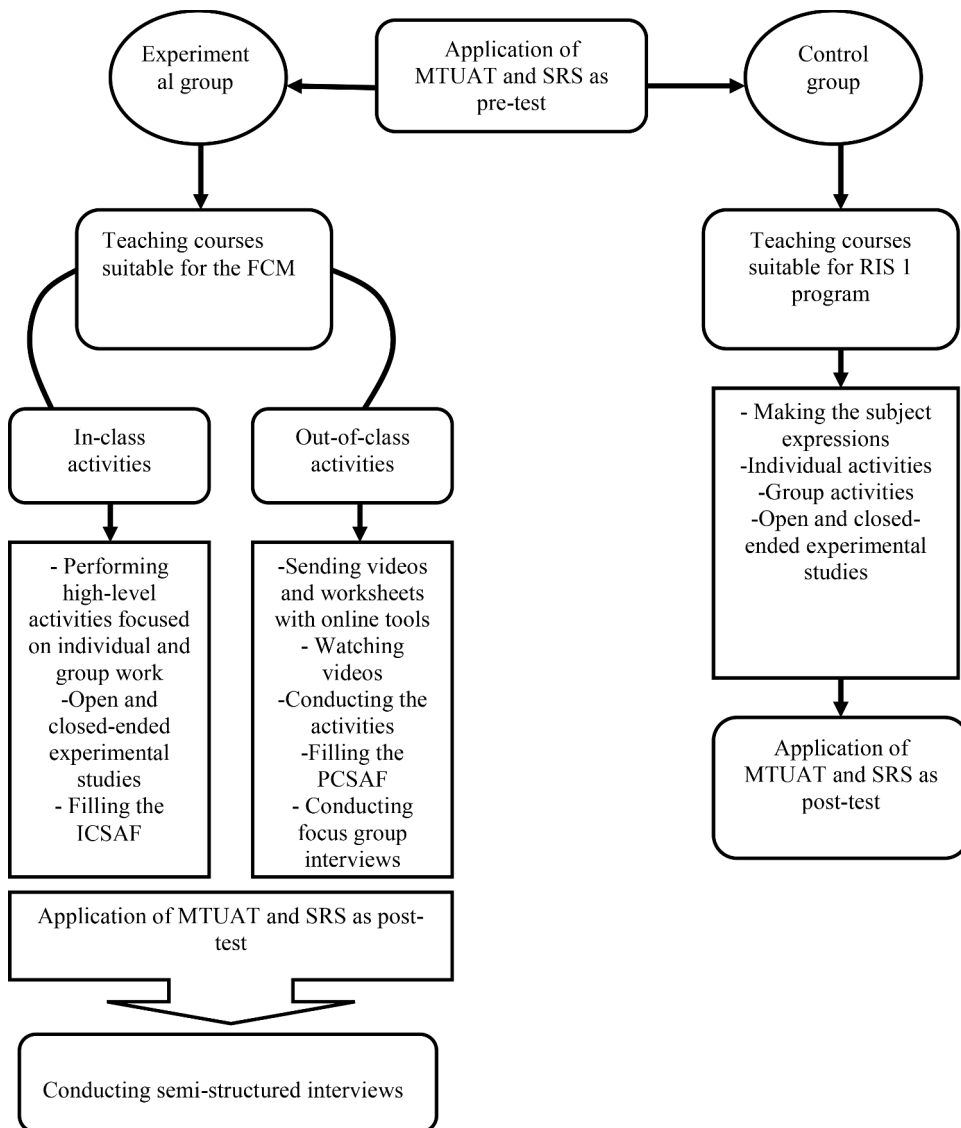 Experiment
al group
Application of
MTUAT and SRS as
pre-test
Control
group
Teaching courses
suitable for the FCM
Teaching courses
suitable for RIS 1
program
In-class
activities
Out-of-class
activities
- Making the subject
expressions
-Individual activities
- Group activities
-Open and closed-
ended experimental
studies
- Performing
high-level
activities focused
on individual and
group work
-Open and
closed-ended
experimental
studies
- Filling the
ICSAF
-Sending videos
and worksheets
with online tools
- Watching
videos
-Conducting the
activities
-Filling the
PCSAF
- Conducting
focus group
interviews
Application of
MTUAT and SRS as
post-test
Application of MTUAT and SRS as post-
test
Conducting semi-structured interviews